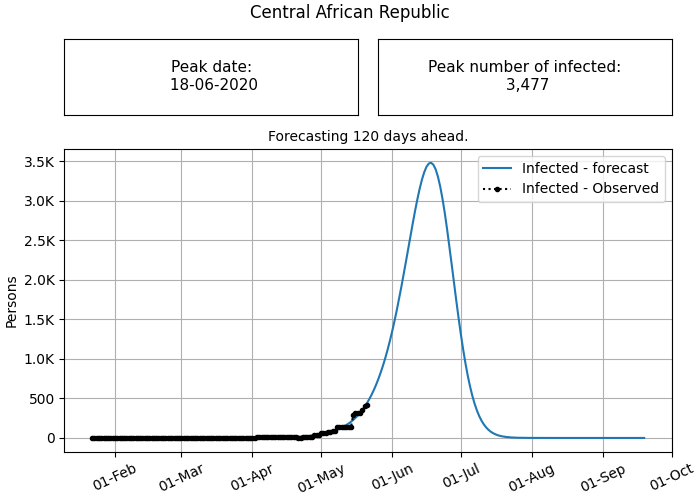 Central African Republic
Peak date:
18-06-2020
Peak number of infected:
3,477
Forecasting 120 days ahead.
Infected - forecast
Infected - Observed
3.5K
3.0K
2.5K
2.0K
1.5K
1.0K
500
0
Persons
01-Feb
01-Mar
01-Apr
01-May
01-Jun
01-Jul
01-Aug
01-Sep
01-Oct